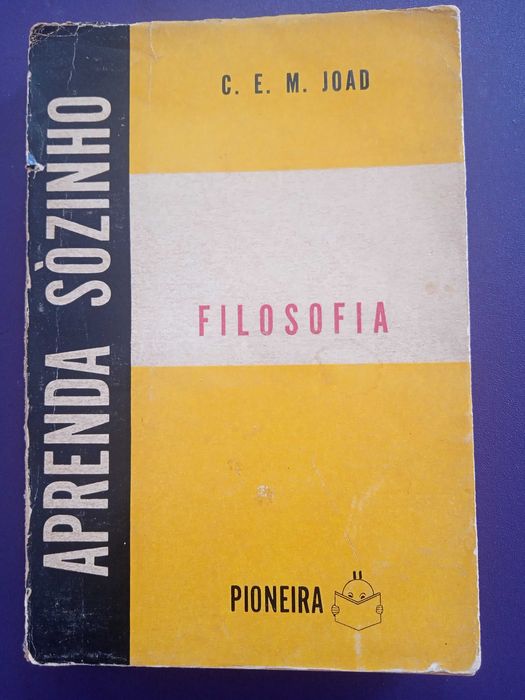 C. E. M. JOAD
APRENDA SÒZINHO
FILOSOFIA
PIONEIRA